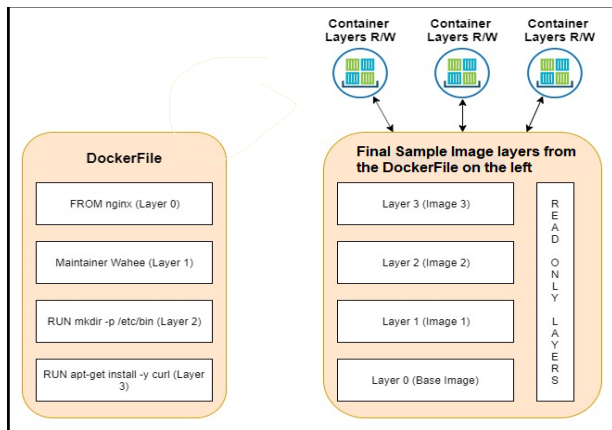 Container
Layers R/W
Container
Layers R/W
Container
Layers R/W
DockerFile
FROM nginx (Layer 0)
Maintainer Wahee (Layer 1)
RUN mkdir -p /etc/bin (Layer 2)
RUN apt-get install -y curl (Layer
3)
Final Sample Image layers from
the DockerFile on the left
Layer 3 (Image 3)
Layer 2 (Image 2)
Layer 1 (Image 1)
Layer 0 (Base Image)
READ ONLY LAYERS